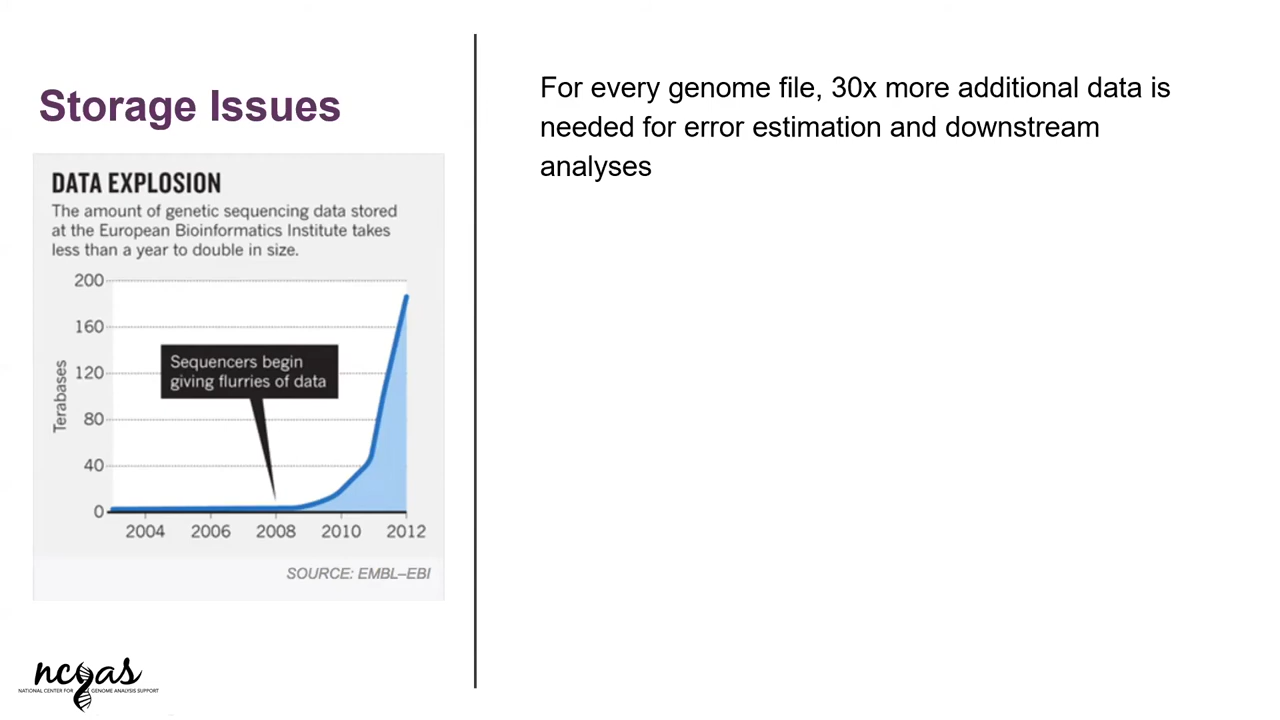 Storage Issues
DATA EXPLOSION
The amount of genetic sequencing data stored
at the European Bioinformatics Institute takes
less than a year to double in size.
200
160
120
80
40
0
Terabases
Sequencers begin
giving flurries of data
2004 2006 2008 2010 2012
SOURCE: EMBL–EBI
ncgas
NATIONAL CENTER FOR GENOME ANALYSIS SUPPORT
For every genome file, 30x more additional data is
needed for error estimation and downstream
analyses